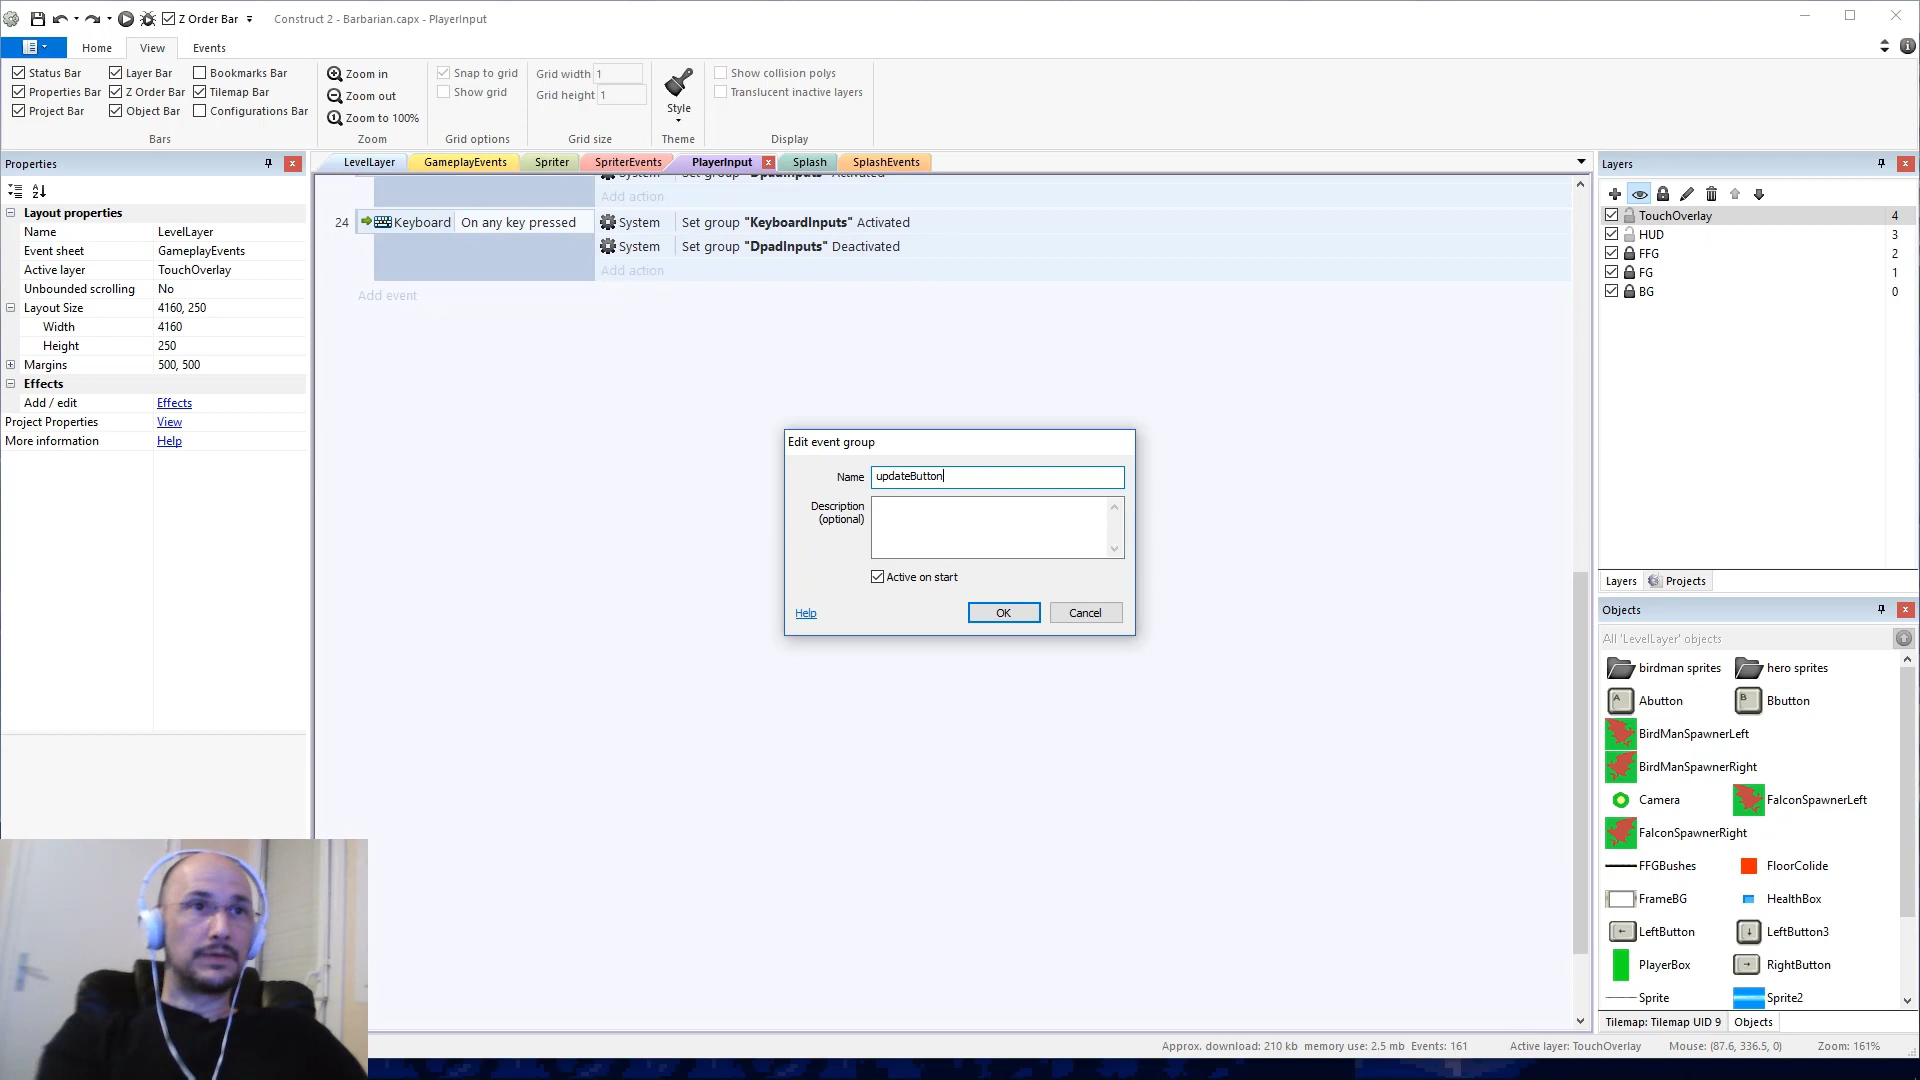 Z Order Bar Construct 2 - Barbarian.capx - PlayerInput
Home View Events
Status Bar Layer Bar Bookmarks Bar
Properties Bar Z Order Bar Tilemap Bar
Project Bar Object Bar Configurations Bar
Bars
Zoom in
Zoom out
Zoom to 100%
Zoom
Snap to grid
Show grid
Grid options
Grid width 1
Grid height 1
Grid size
Style
Theme
Show collision polys
Translucent inactive layers
Display
Properties
Layout properties
Name LevelLayer
Event sheet GameplayEvents
Active layer TouchOverlay
Unbounded scrolling No
Layout Size 4160, 250
Width 4160
Height 250
Margins 500, 500
Effects
Add / edit Effects
Project Properties View
More information Help
LevelLayer GameplayEvents Spriter SpriterEvents PlayerInput Splash SplashEvents
System Set group "DpadInputs" Activated
Add action
24 Keyboard On any key pressed System Set group "KeyboardInputs" Activated
System Set group "DpadInputs" Deactivated
Add action
Add event
Edit event group
Name updateButton
Description
(optional)
Active on start
Help OK Cancel
Layers
TouchOverlay 4
HUD 3
FFG 2
FG 1
BG 0
Layers Projects
Objects
All 'LevelLayer' objects
birdman sprites hero sprites
A Abutton B Bbutton
BirdManSpawnerLeft
BirdManSpawnerRight
Camera FalconSpawnerLeft
FalconSpawnerRight
FFGBushes FloorColide
FrameBG HealthBox
LeftButton LeftButton3
PlayerBox RightButton
Sprite Sprite2
Tilemap: Tilemap UID 9 Objects
Approx. download: 210 kb memory use: 2.5 mb Events: 161 Active layer: TouchOverlay Mouse: (87.6, 336.5, 0) Zoom: 161%